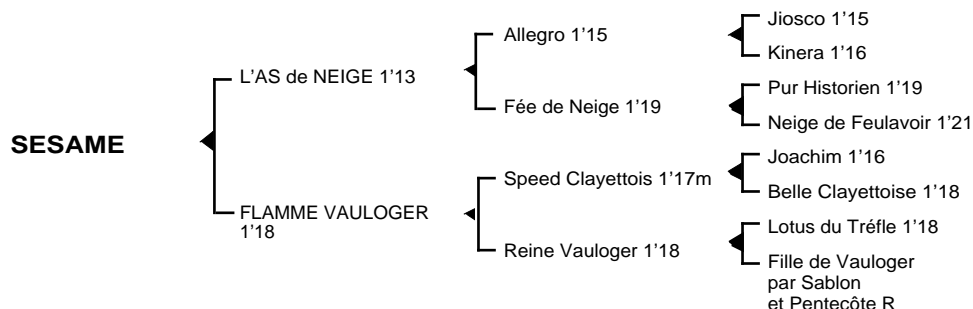 Jiosco 1'15
Allegro 1'15
Kinera 1'16
L'AS de NEIGE 1'13
Pur Historien 1'19
Fée de Neige 1'19
Neige de Feulavoir 1'21
SESAME
Joachim 1'16
Speed Clayettois 1'17m
Belle Clayettoise 1'18
FLAMME VAULOGER
1'18
Lotus du Tréfle 1'18
Reine Vauloger 1'18
Fille de Vauloger
par Sablon
et Pentecôte R